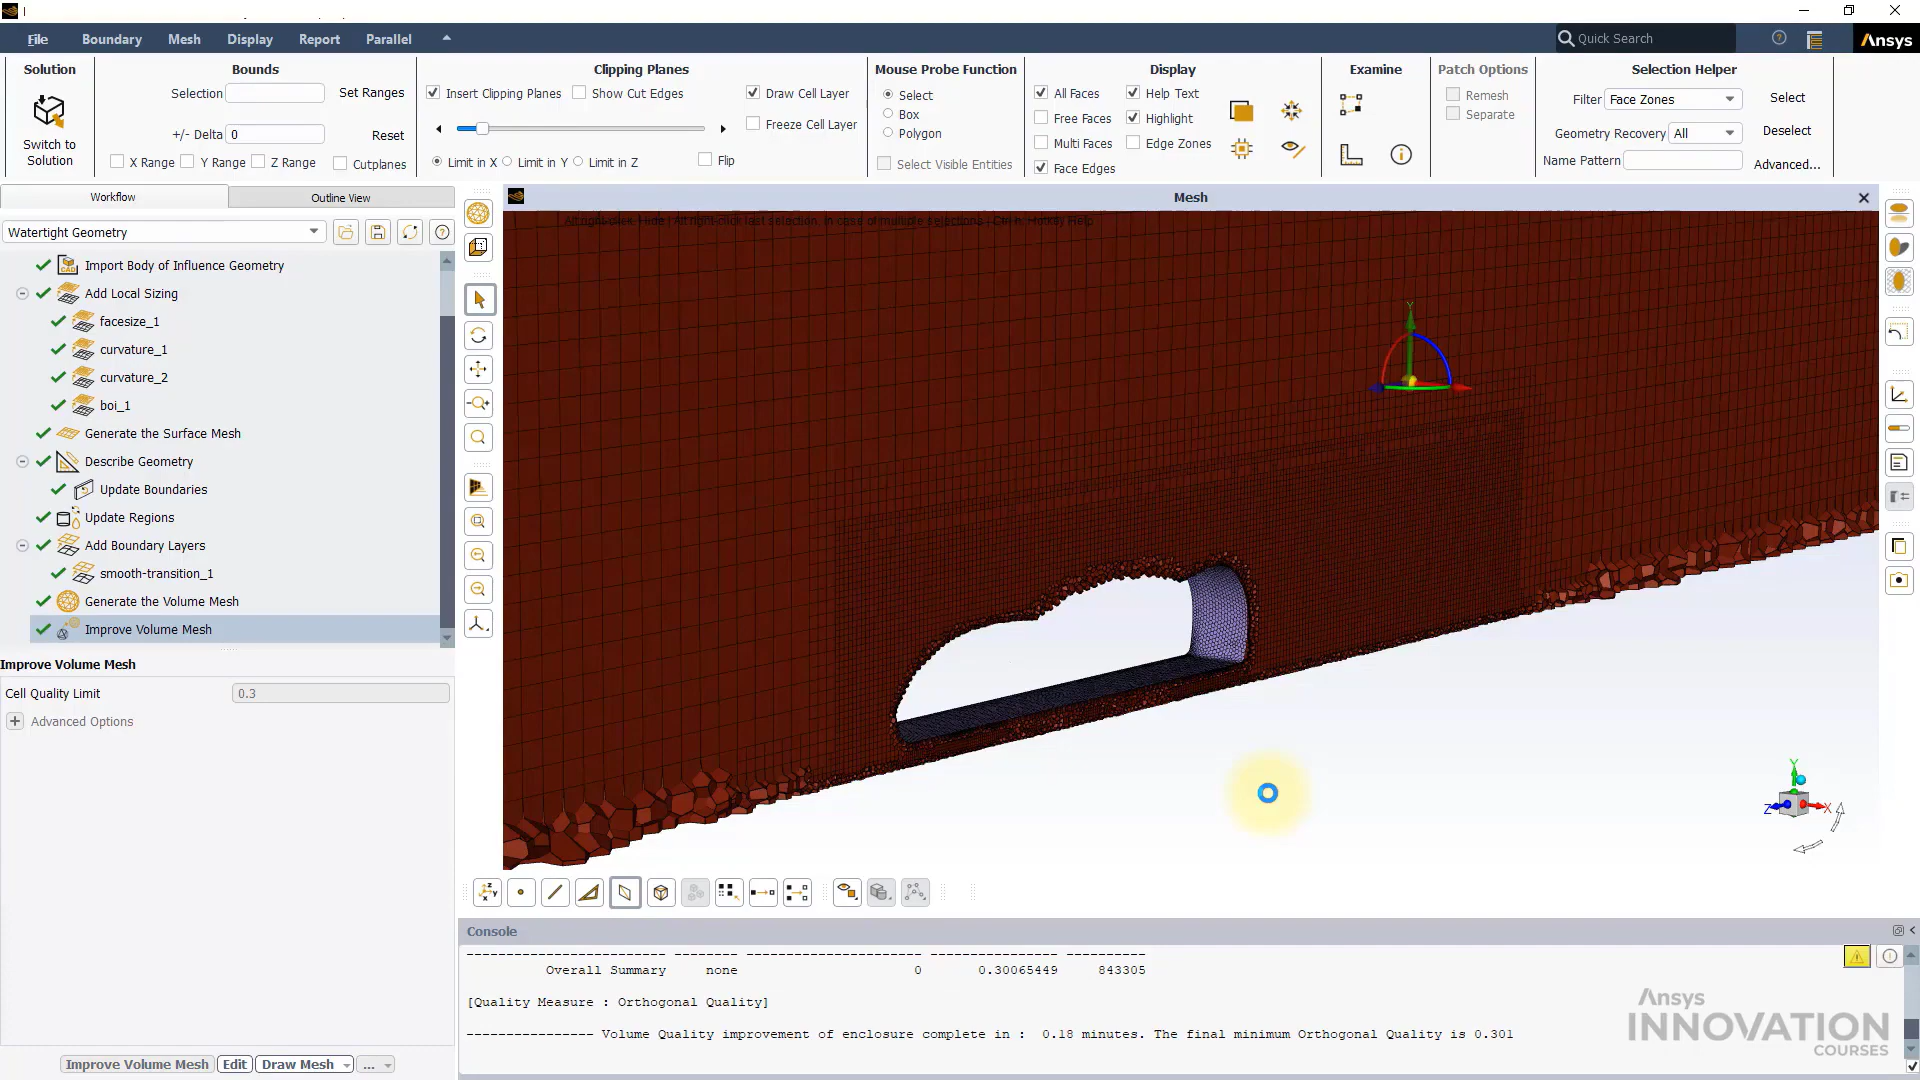 File Boundary Mesh Display Report Parallel Quick Search Ansys
Solution Bounds Clipping Planes Mouse Probe Function Display Examine Patch Options Selection Helper
Switch to
Solution
Selection Set Ranges
+/- Delta 0 Reset
X Range Y Range Z Range Cutplanes
Insert Clipping Planes Show Cut Edges Draw Cell Layer
Freeze Cell Layer
Limit in X Limit in Y Limit in Z Flip
Select
Box
Polygon
Select Visible Entities
All Faces Help Text
Free Faces Highlight
Multi Faces Edge Zones
Face Edges
Remesh
Separate
Filter Face Zones Select
Geometry Recovery All Deselect
Name Pattern Advanced...
Workflow Outline View
Watertight Geometry
Import Body of Influence Geometry
Add Local Sizing
facesize_1
curvature_1
curvature_2
boi_1
Generate the Surface Mesh
Describe Geometry
Update Boundaries
Update Regions
Add Boundary Layers
smooth-transition_1
Generate the Volume Mesh
Improve Volume Mesh
Improve Volume Mesh
Cell Quality Limit 0.3
Advanced Options
Improve Volume Mesh Edit Draw Mesh ...
Mesh
Y
Y
Z X
Console
------------------------ -------- ---------------------- ---------------- ----------
Overall Summary none 0 0.30065449 843305
[Quality Measure : Orthogonal Quality]
---------------- Volume Quality improvement of enclosure complete in : 0.18 minutes. The final minimum Orthogonal Quality is 0.301
Ansys
INNOVATION
COURSES